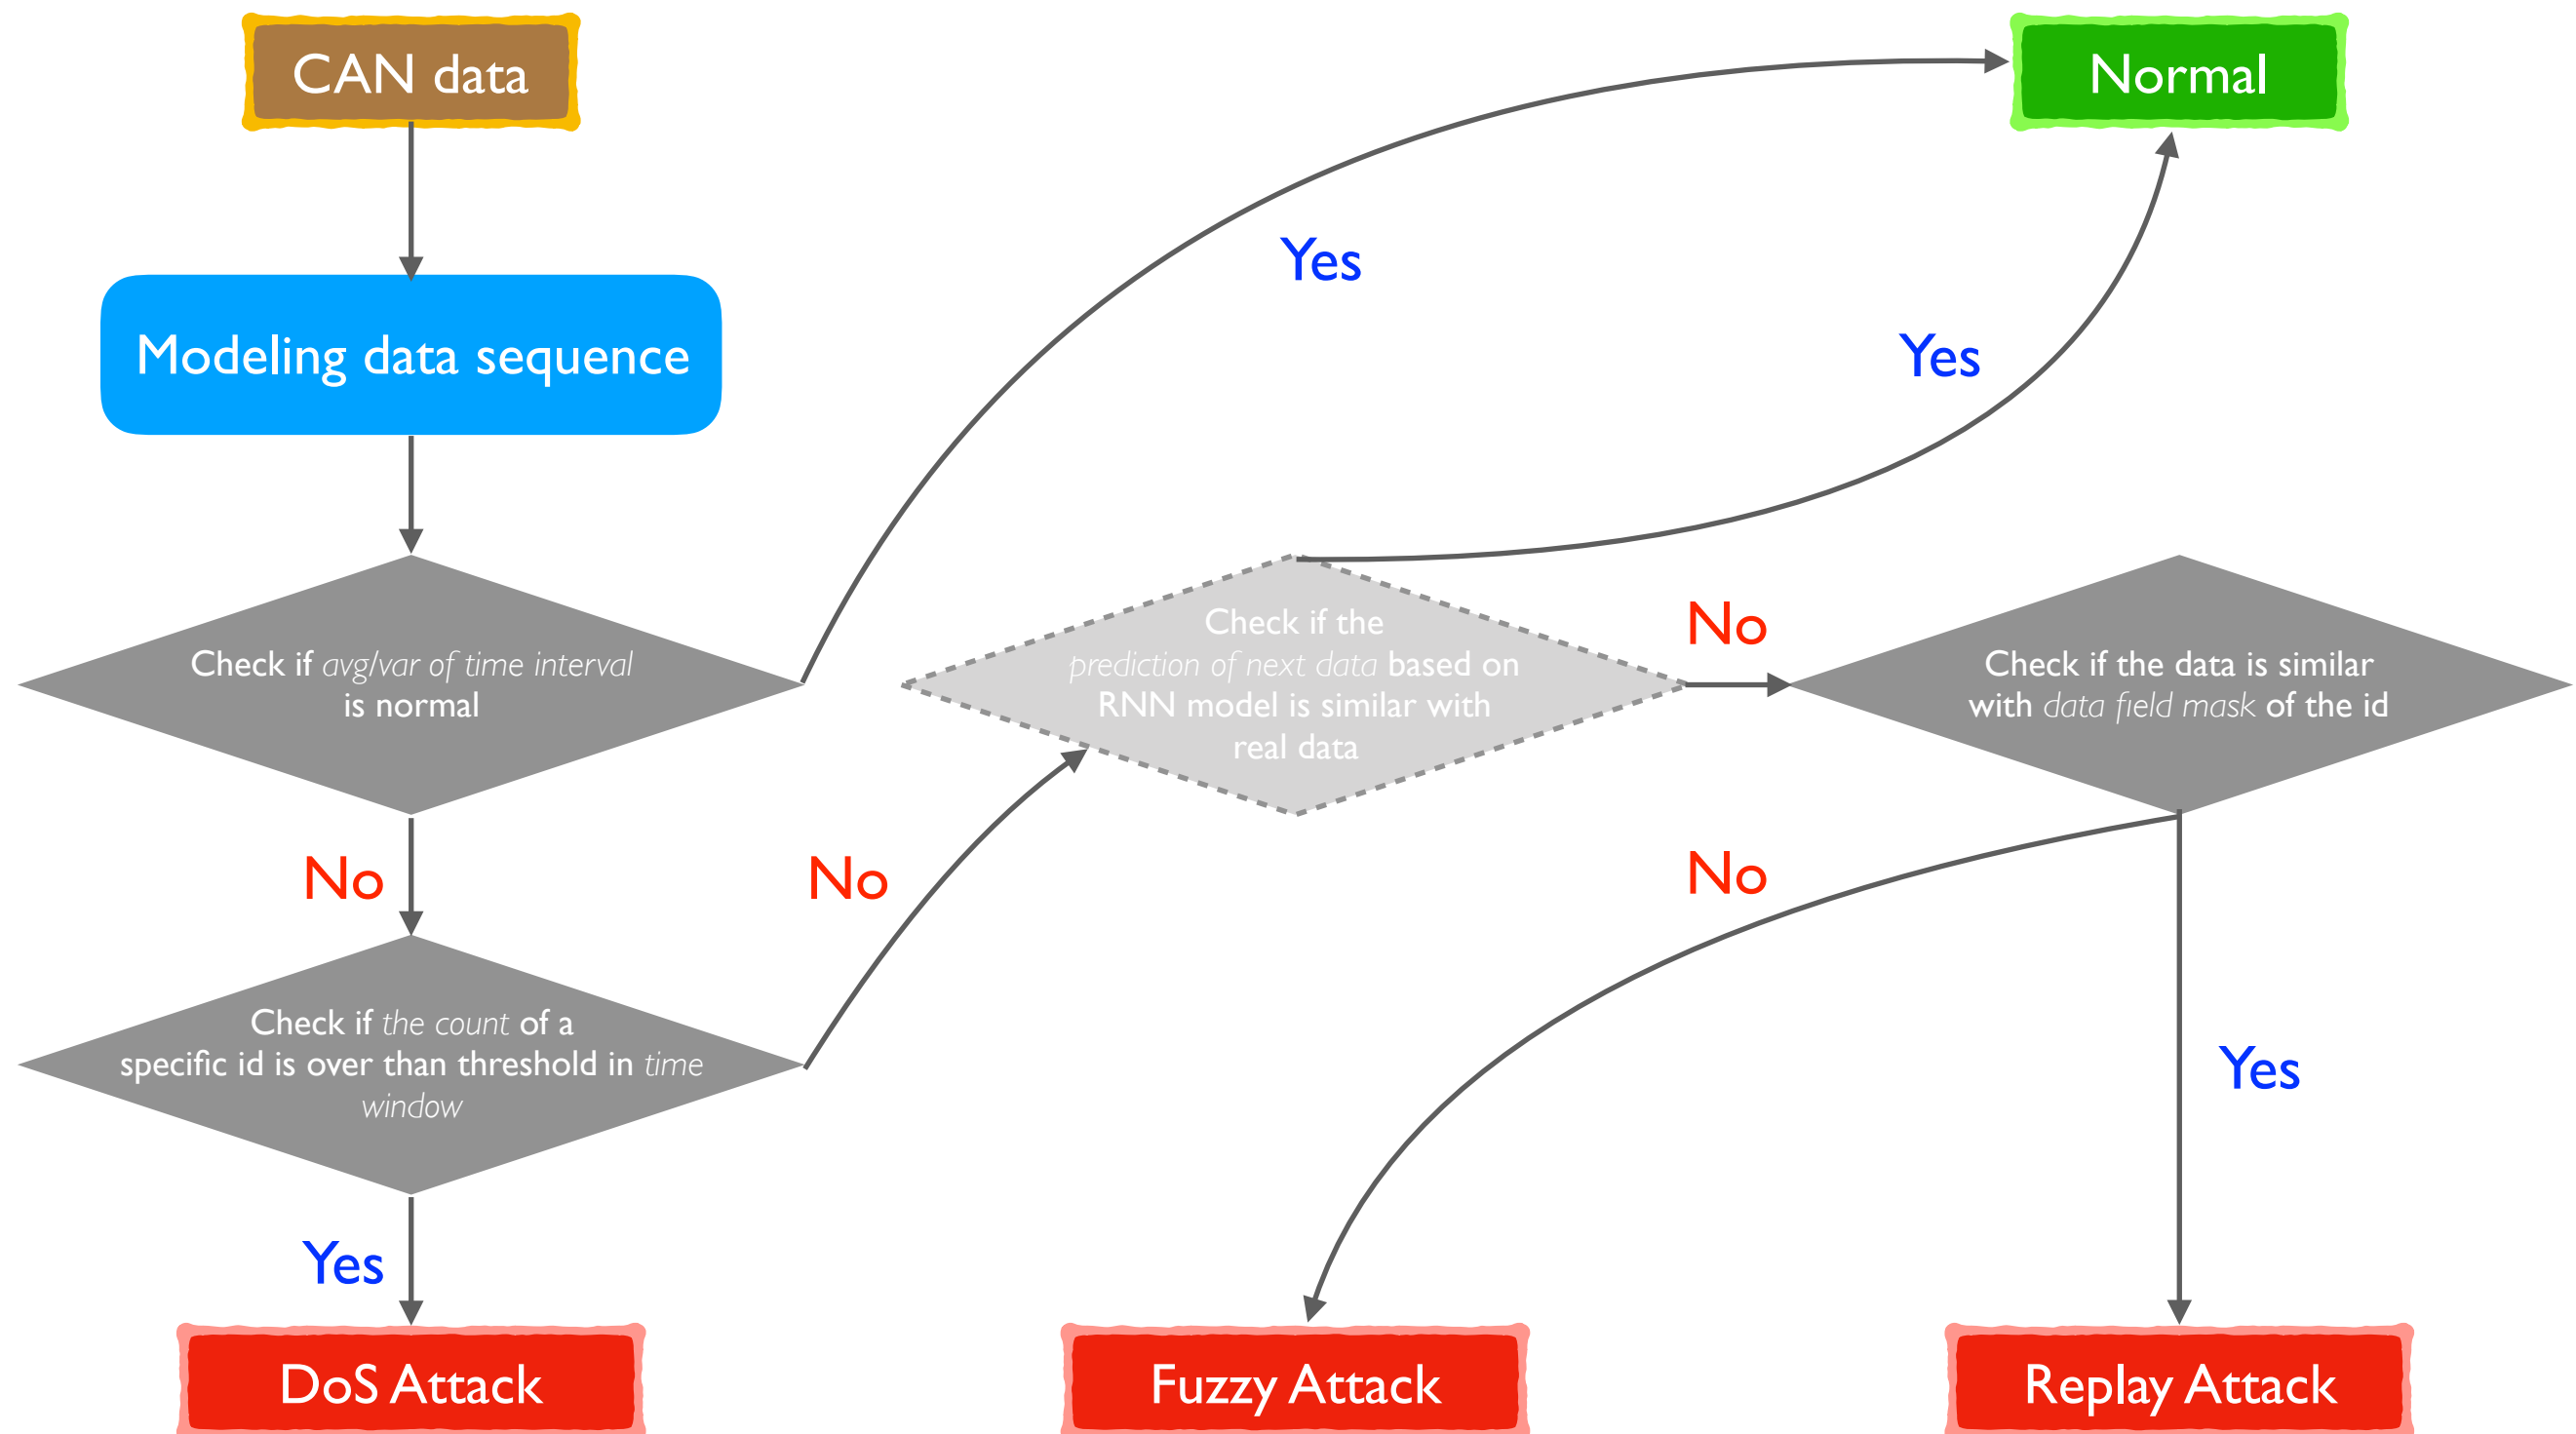 CAN data
Normal
Yes
Modeling data sequence
Yes
Check if avg/var of time interval
is normal
Check if the
prediction of next data based on
RNN model is similar with
real data
No
Check if the data is similar
with data field mask of the id
No
No
No
Check if the count of a
specific id is over than threshold in time
window
Yes
Yes
DoS Attack
Fuzzy Attack
Replay Attack